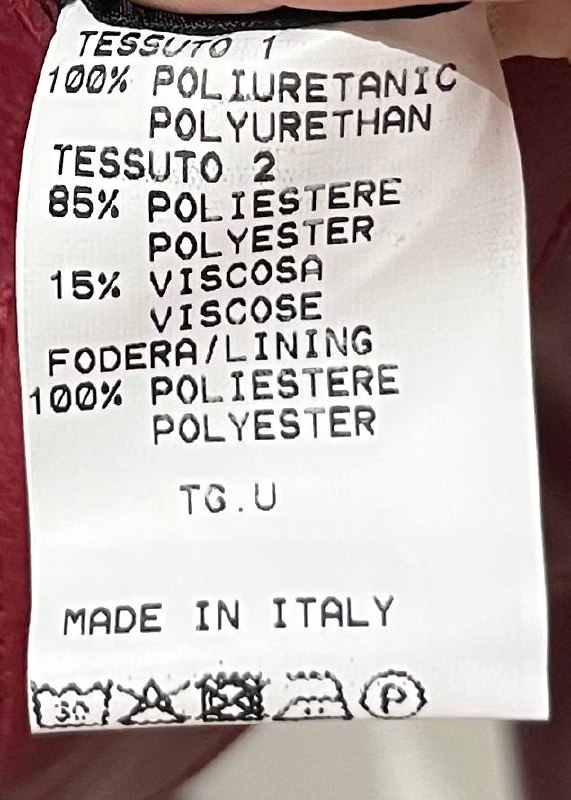 TESSUTO 1
100% POLIURETANIC
POLYURETHAN
TESSUTO 2
85% POLIESTERE
POLYESTER
15% VISCOSA
VISCOSE
FODERA/LINING
100% POLIESTERE
POLYESTER
TG.U
MADE IN ITALY
30 P